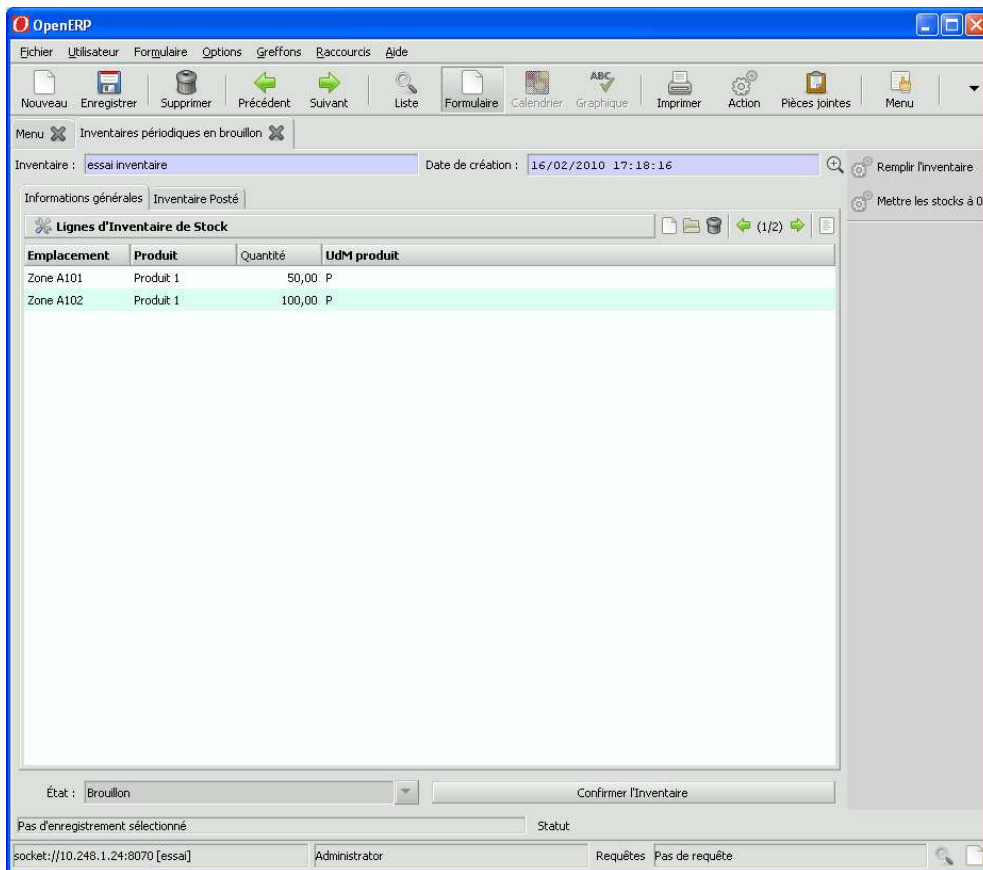 OpenERP
Fichier Utilisateur Formulaire Options Greffons Raccourcis Aide
Nouveau Enregistrer Supprimer Précédent Suivant Liste Formulaire Calendrier ABC Graphique Imprimer Action Pièces jointes Menu
Menu Inventaires périodiques en brouillon
Inventaire : essai inventaire Date de création : 16/02/2010 17:18:16 Remplir l'inventaire
Informations générales Inventaire Posté Mettre les stocks à 0
Lignes d'Inventaire de Stock (1/2)
Emplacement Produit Quantité UdM produit
Zone A101 Produit 1 50,00 P
Zone A102 Produit 1 100,00 P
État : Brouillon Confirmer l'Inventaire
Pas d'enregistrement sélectionné Statut
socket://10.248.1.24:8070 [essai] Administrator Requêtes Pas de requête